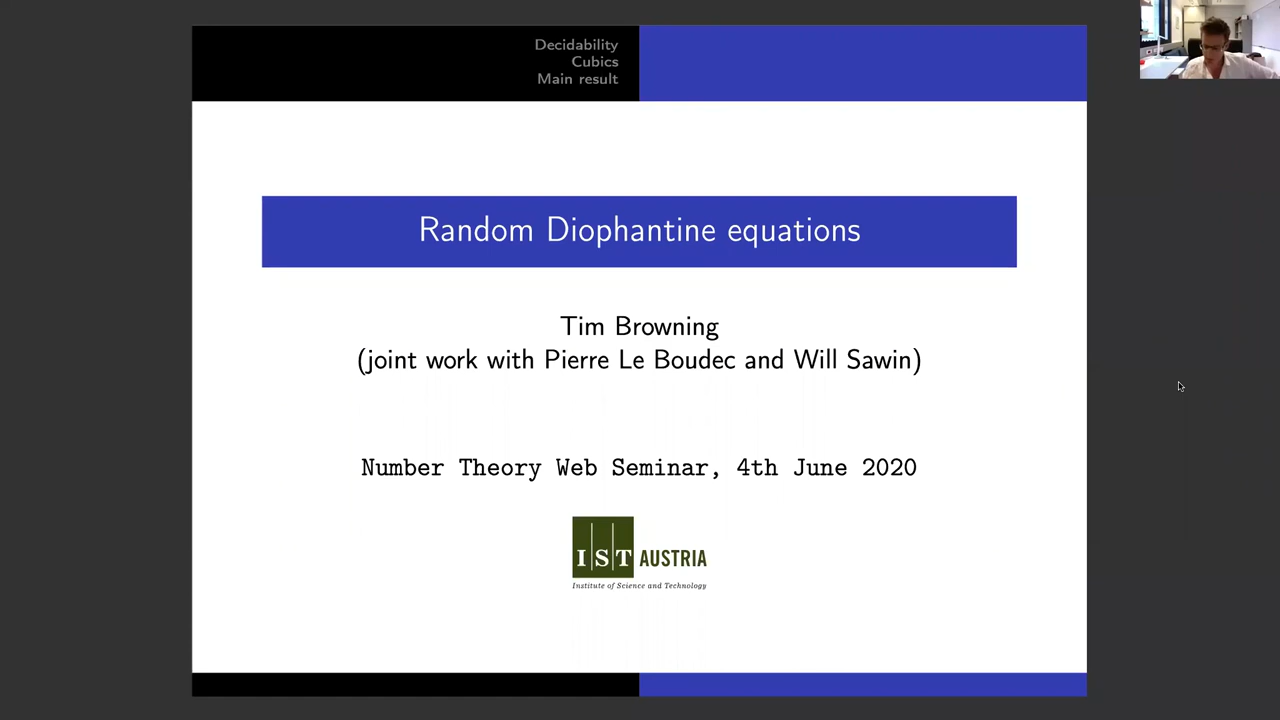 Decidability
Cubics
Main result
Random Diophantine equations
Tim Browning
(joint work with Pierre Le Boudec and Will Sawin)
Number Theory Web Seminar, 4th June 2020
IST AUSTRIA
Institute of Science and Technology